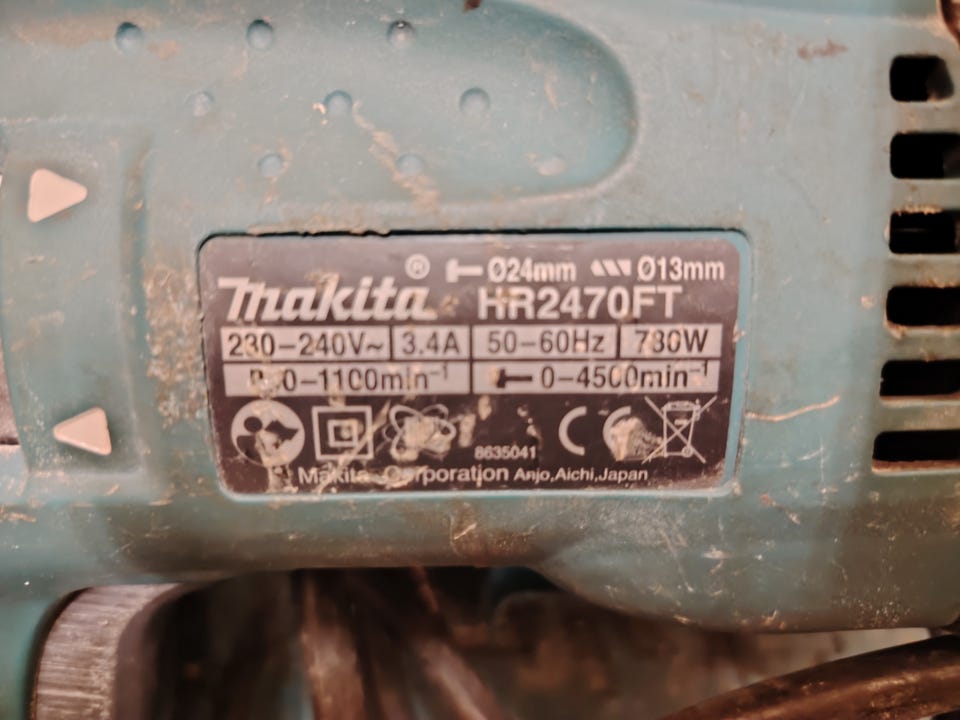 makita® Ø24mm Ø13mm
HR2470FT
230-240V~ 3.4A 50-60Hz 780W
0-1100min⁻¹ 0-4500min⁻¹
CE
8635041
Makita Corporation Anjo,Aichi,Japan